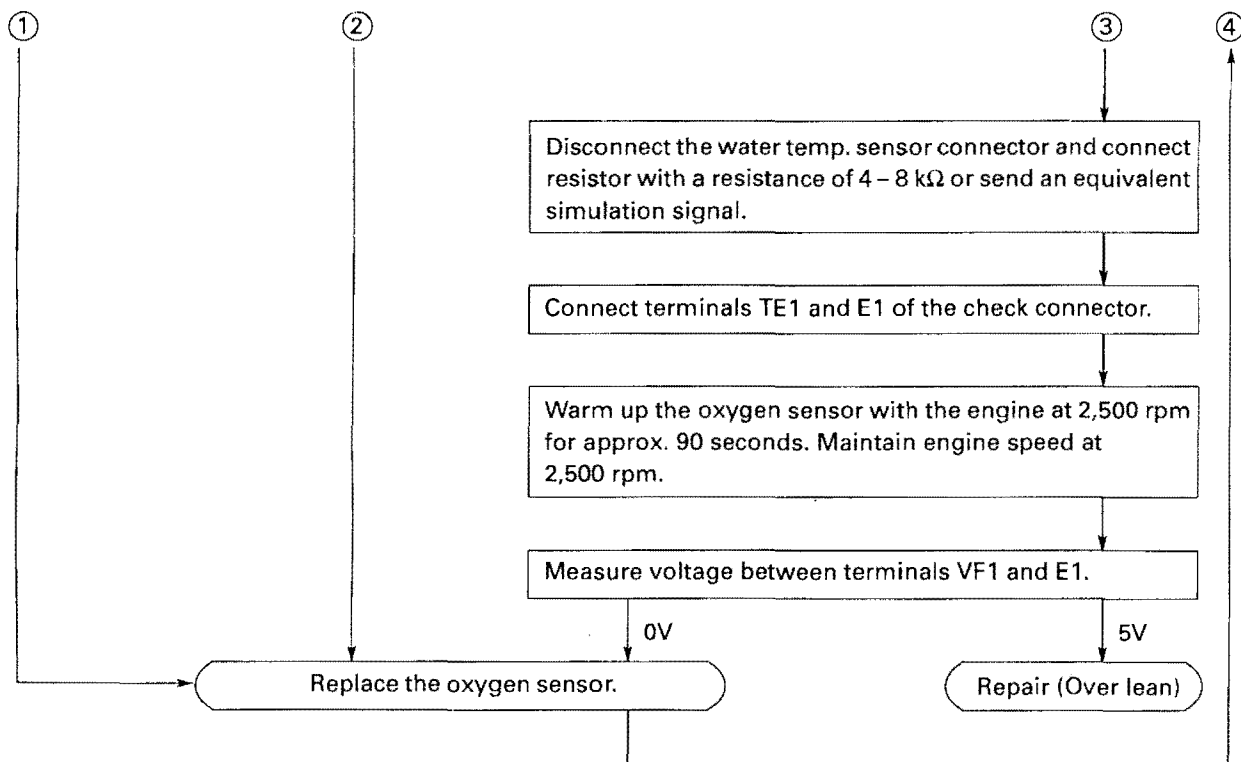 ① ② ③ ④
Disconnect the water temp. sensor connector and connect
resistor with a resistance of 4 – 8 kΩ or send an equivalent
simulation signal.
Connect terminals TE1 and E1 of the check connector.
Warm up the oxygen sensor with the engine at 2,500 rpm
for approx. 90 seconds. Maintain engine speed at
2,500 rpm.
Measure voltage between terminals VF1 and E1.
0V 5V
Replace the oxygen sensor. Repair (Over lean)